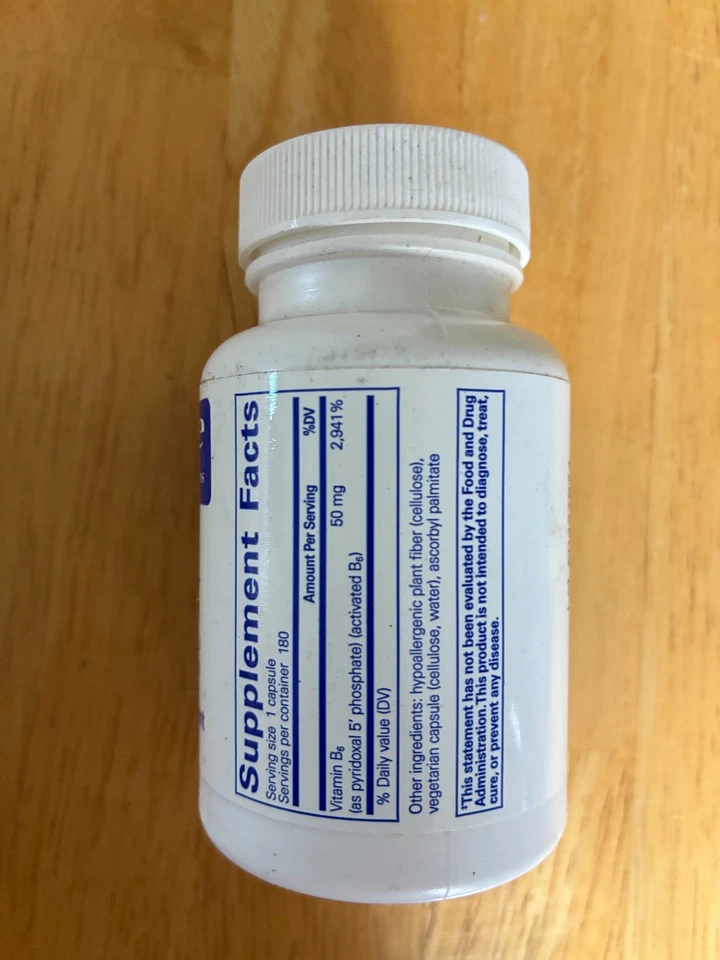 Supplement Facts
Serving size 1 capsule
Servings per container 180
Amount Per Serving %DV
Vitamin B₆ 50 mg 2,941%
(as pyridoxal 5' phosphate) (activated B₆)
% Daily value (DV)
Other ingredients: hypoallergenic plant fiber (cellulose),
vegetarian capsule (cellulose, water), ascorbyl palmitate
‡This statement has not been evaluated by the Food and Drug
Administration. This product is not intended to diagnose, treat,
cure, or prevent any disease.